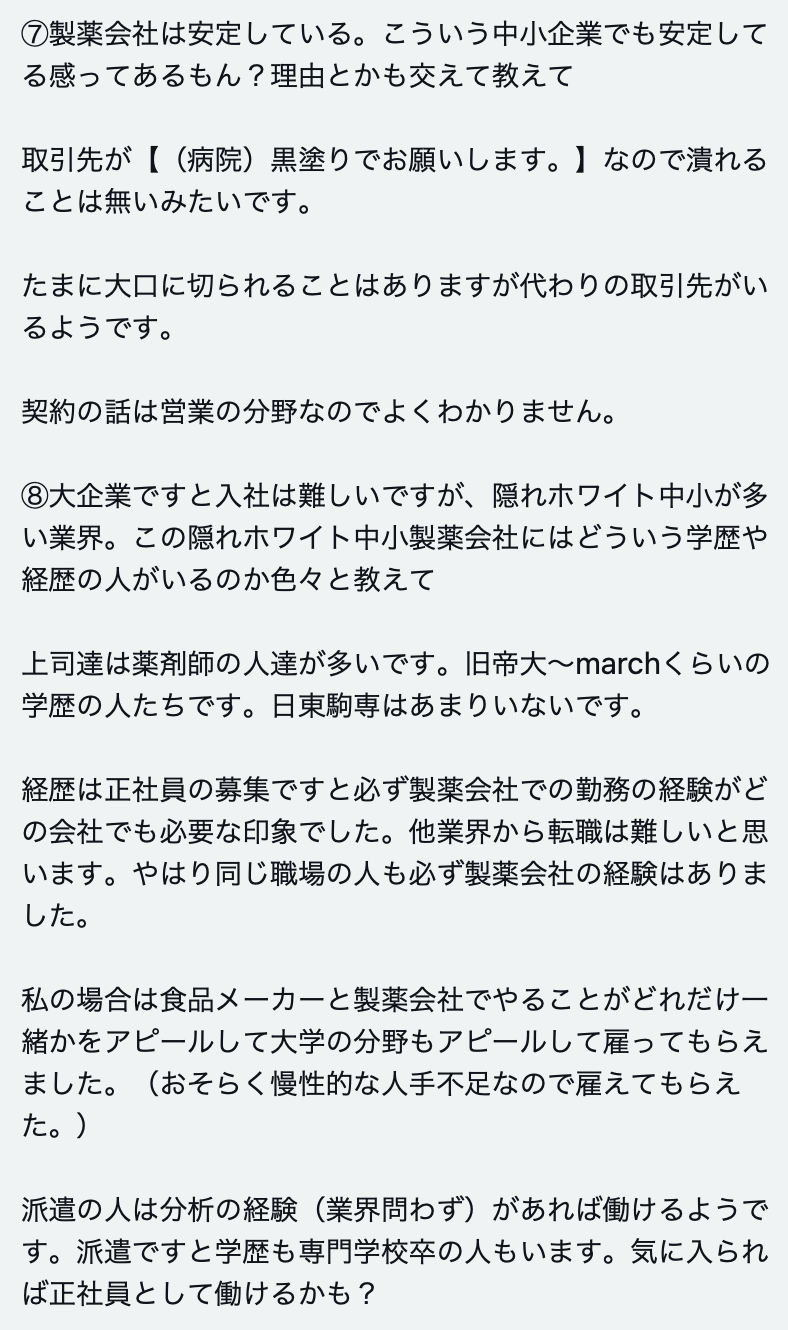 ⑦製薬会社は安定している。こういう中小企業でも安定して
る感ってあるもん？理由とかも交えて教えて
取引先が【（病院）黒塗りでお願いします。】なので潰れる
ことは無いみたいです。
たまに大口に切られることはありますが代わりの取引先がい
るようです。
契約の話は営業の分野なのでよくわかりません。
⑧大企業ですと入社は難しいですが、隠れホワイト中小が多
い業界。この隠れホワイト中小製薬会社にはどういう学歴や
経歴の人がいるのか色々と教えて
上司達は薬剤師の人達が多いです。旧帝大〜marchくらいの
学歴の人たちです。日東駒専はあまりいないです。
経歴は正社員の募集ですと必ず製薬会社での勤務の経験がど
の会社でも必要な印象でした。他業界から転職は難しいと思
います。やはり同じ職場の人も必ず製薬会社の経験はありま
した。
私の場合は食品メーカーと製薬会社でやることがどれだけ一
緒かをアピールして大学の分野もアピールして雇ってもらえ
ました。（おそらく慢性的な人手不足なので雇えてもらえ
た。）
派遣の人は分析の経験（業界問わず）があれば働けるようで
す。派遣ですと学歴も専門学校卒の人もいます。気に入られ
ば正社員として働けるかも？